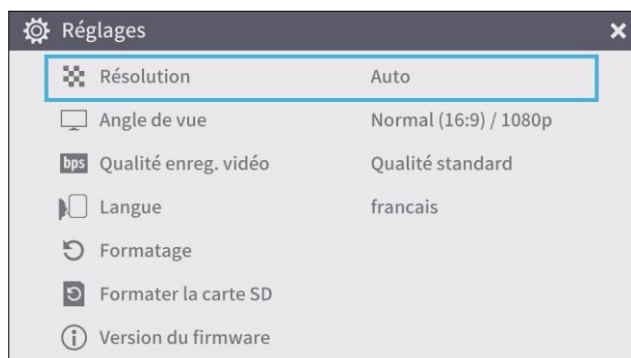 Réglages
Résolution Auto
Angle de vue Normal (16:9) / 1080p
bps Qualité enreg. vidéo Qualité standard
Langue francais
Formatage
Formater la carte SD
Version du firmware